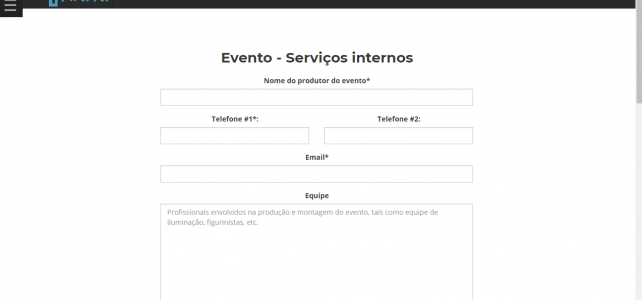 Evento - Serviços internos
Nome do produtor do evento*
Telefone #1*: Telefone #2:
Email*
Equipe
Profissionais envolvidos na produção e montagem do evento, tais como equipe de
iluminação, figurinistas, etc.